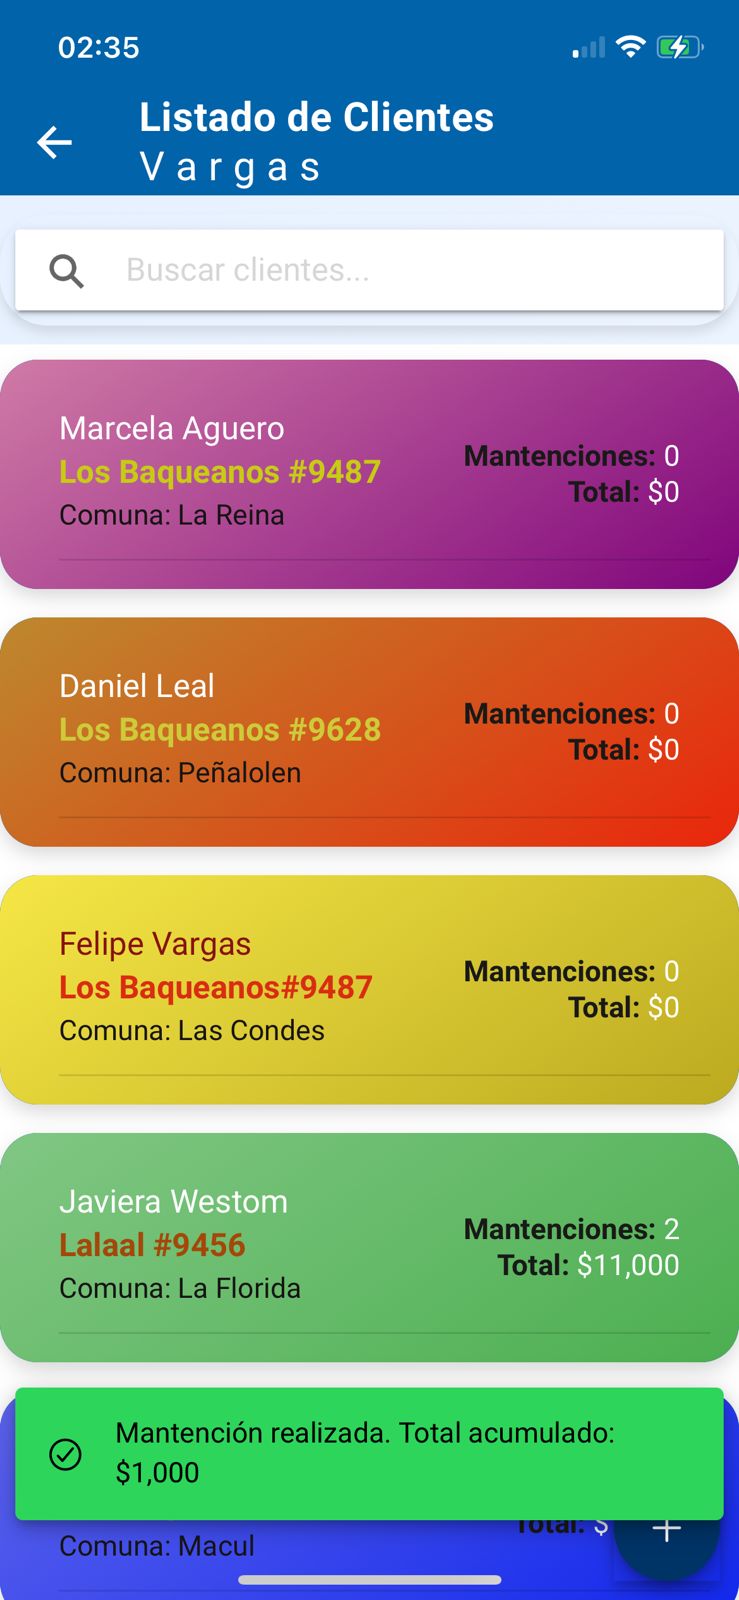 02:35
Listado de Clientes
Vargas
Buscar clientes...
Marcela Aguero
Los Baqueanos #9487
Comuna: La Reina
Mantenciones: 0
Total: $0
Daniel Leal
Los Baqueanos #9628
Comuna: Peñalolen
Mantenciones: 0
Total: $0
Felipe Vargas
Los Baqueanos#9487
Comuna: Las Condes
Mantenciones: 0
Total: $0
Javiera Westom
Lalaal #9456
Comuna: La Florida
Mantenciones: 2
Total: $11,000
Mantención realizada. Total acumulado:
$1,000
Total: $
Comuna: Macul